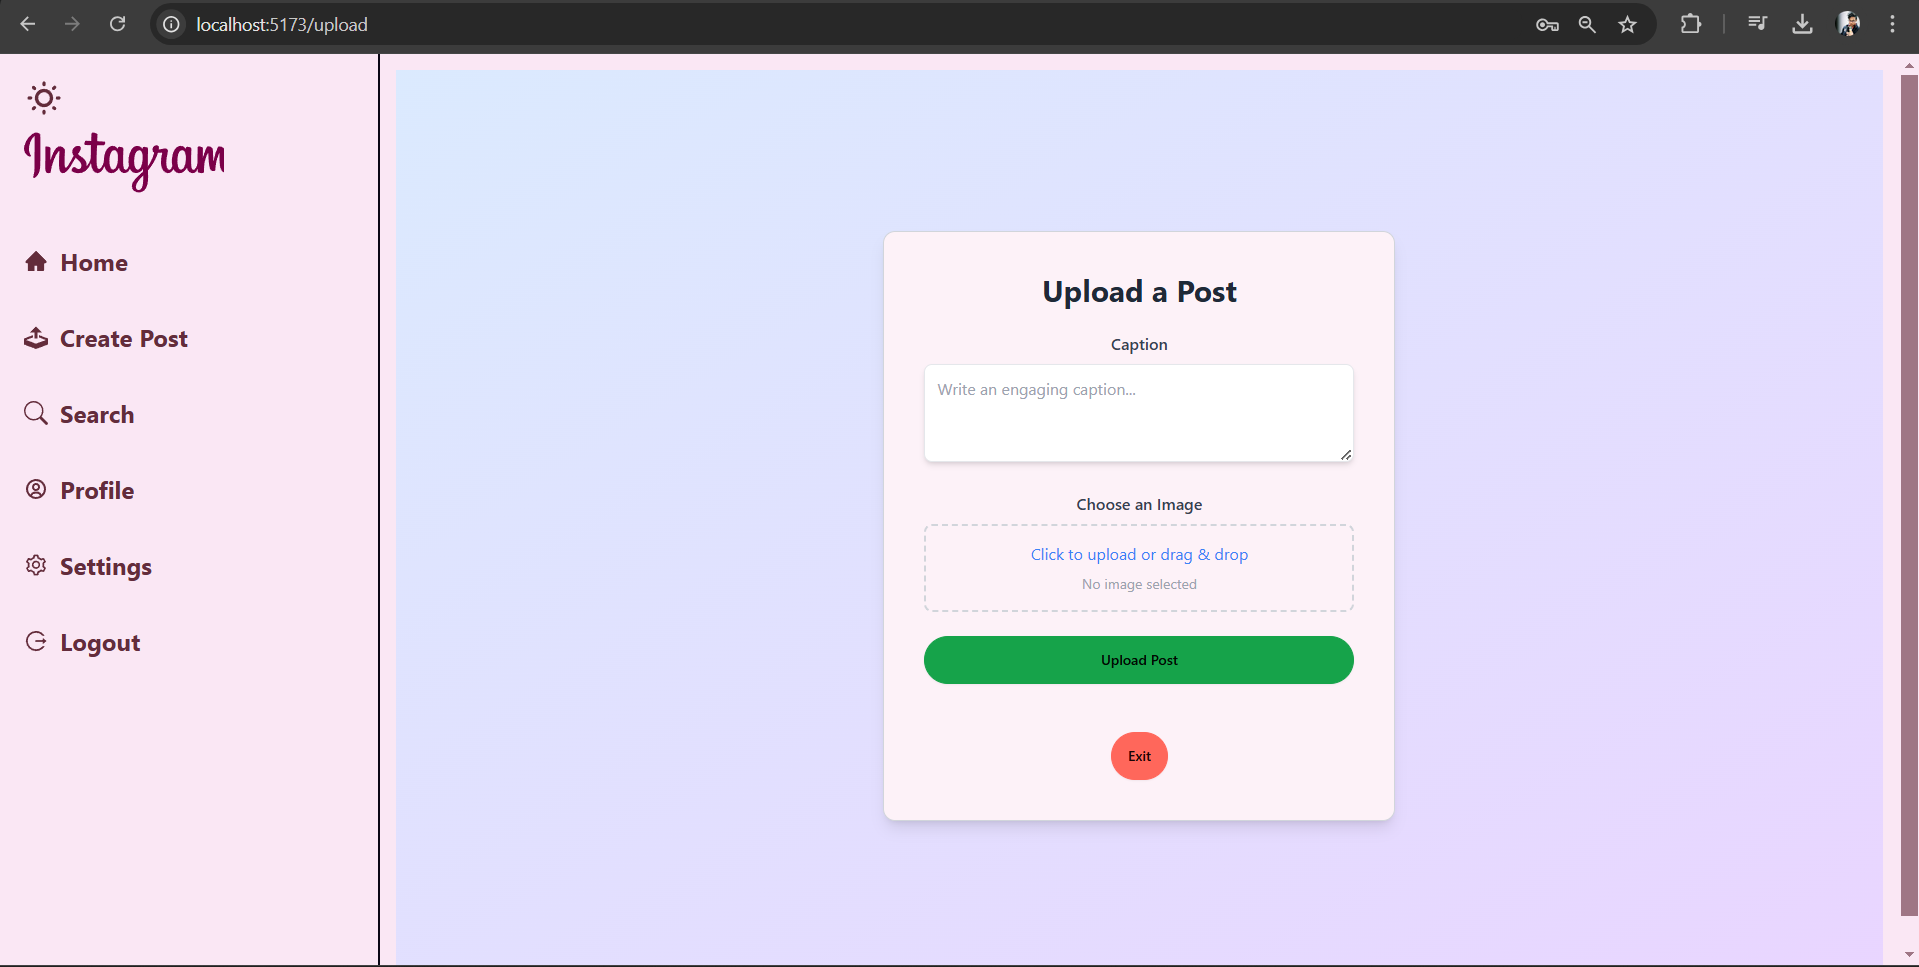 localhost:5173/upload
Instagram
Home
Create Post
Search
Profile
Settings
Logout
Upload a Post
Caption
Write an engaging caption...
Choose an Image
Click to upload or drag & drop
No image selected
Upload Post
Exit